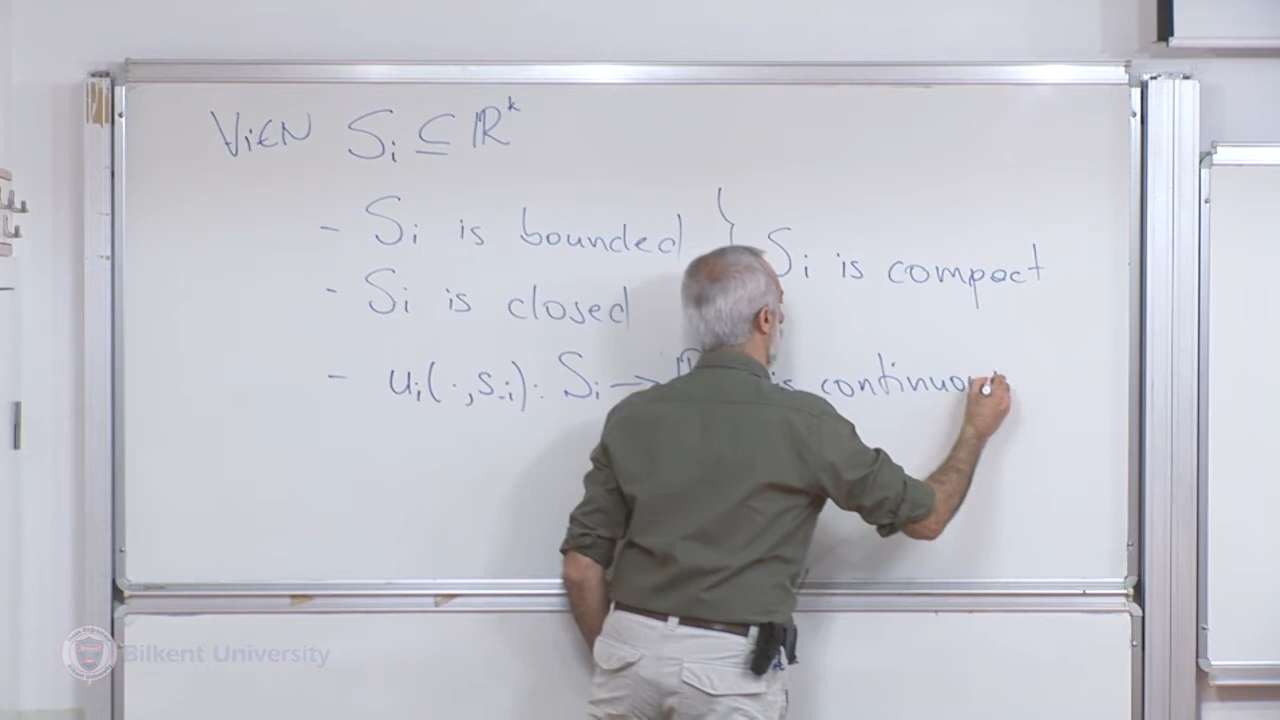 ∀i∈N Si ⊆ ℝᵏ
- Si is bounded } Si is compact
- Si is closed
- ui(·,s-i): Si → ℝ is continuous
Bilkent University